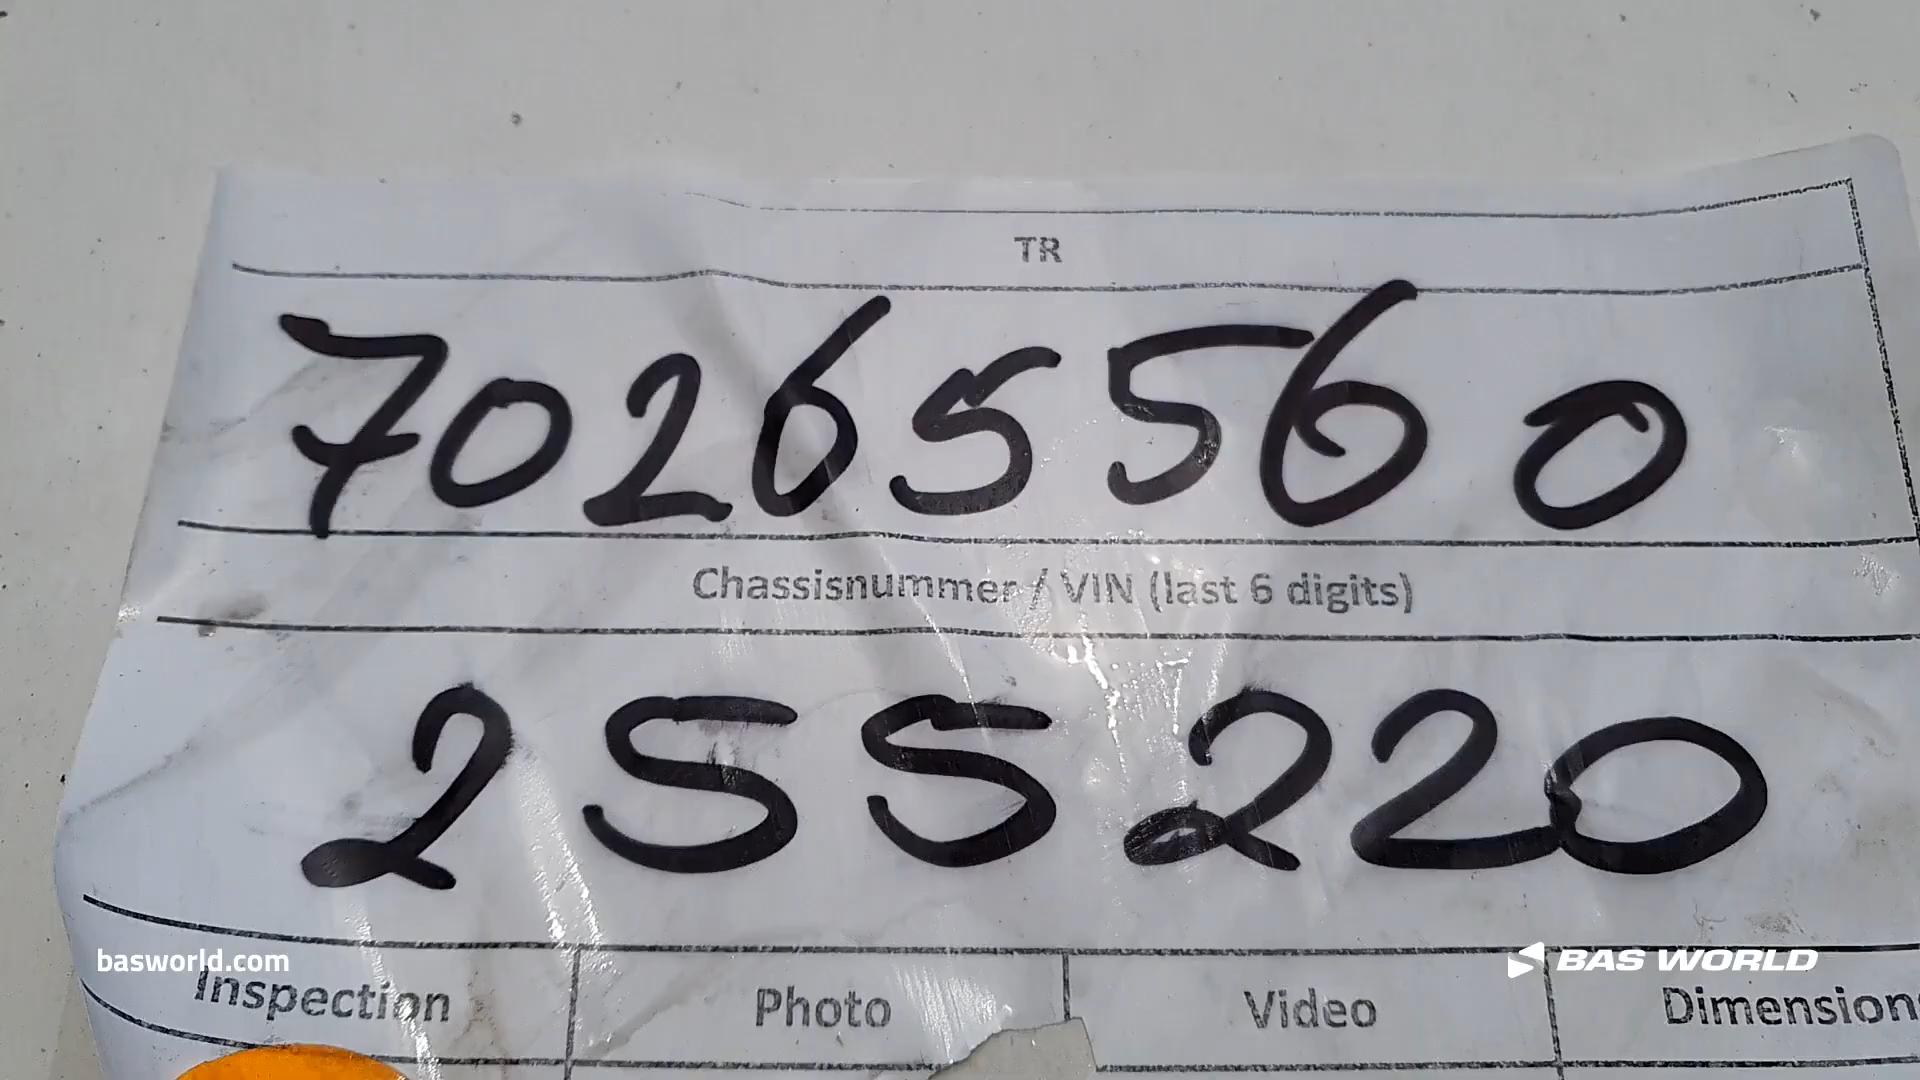 TR
70265560
Chassisnummer / VIN (last 6 digits)
255220
basworld.com
BAS WORLD
Inspection Photo Video Dimension